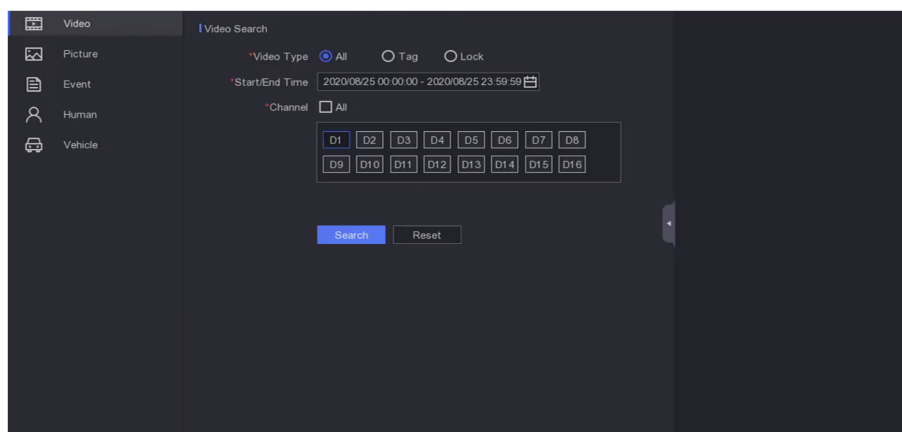 Video
Picture
Event
Human
Vehicle
Video Search
*Video Type All Tag Lock
*Start/End Time 2020/08/25 00:00:00 - 2020/08/25 23:59:59
*Channel All
D1 D2 D3 D4 D5 D6 D7 D8
D9 D10 D11 D12 D13 D14 D15 D16
Search Reset